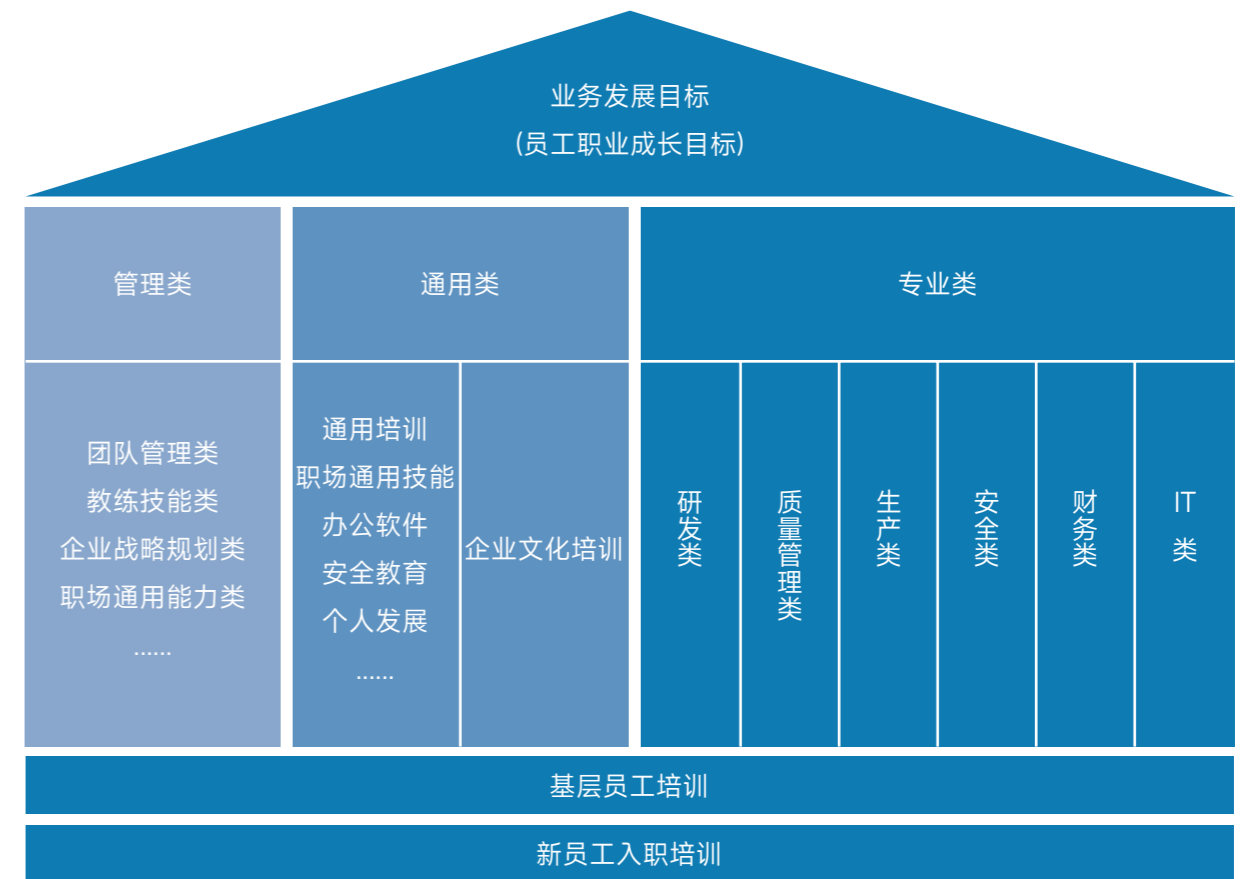 业务发展目标
(员工职业成长目标)
管理类
通用类
专业类
团队管理类
教练技能类
企业战略规划类
职场通用能力类
......
通用培训
职场通用技能
办公软件
安全教育
个人发展
......
企业文化培训
研发类
质量管理类
生产类
安全类
财务类
IT
类
基层员工培训
新员工入职培训